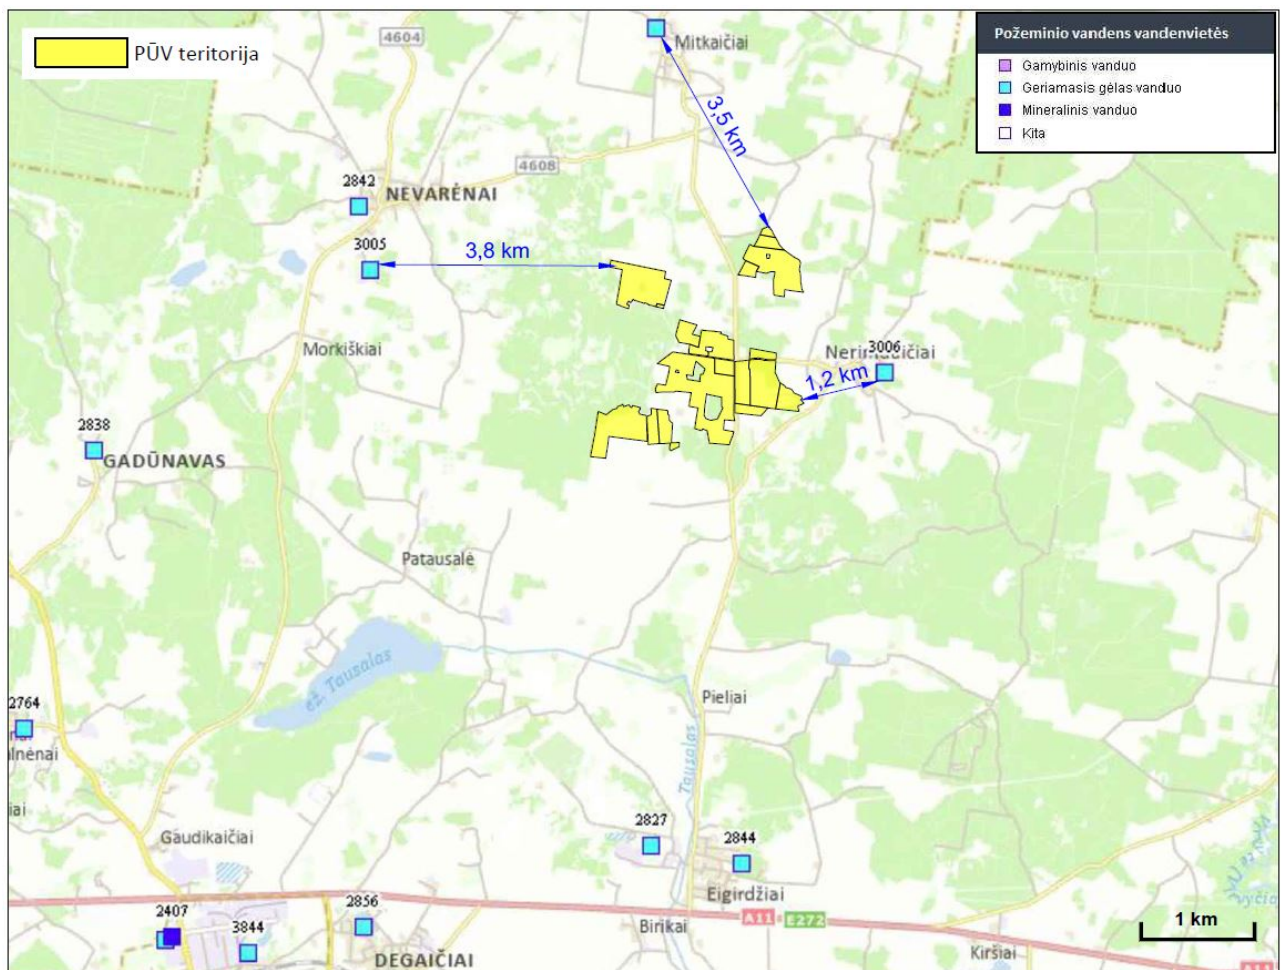 4604
Mitkaičiai
Požeminio vandens vandenvietės
PŪV teritorija
Gamybinis vanduo
Geriamasis gėlas vanduo
Mineralinis vanduo
Kita
3,5 km
4608
2842
NEVARĖNAI
3005
3,8 km
Morkiškiai
3006
1,2 km
2838
GADŪNAVAS
Patausalė
ež. Tausalas
Pieliai
2764
Tausalas
Gaudikaičiai
2827
2844
Eigirdžiai
2407
2856
3844
A11
E272
Birikai
1 km
Kiršiai
DEGAIČIAI